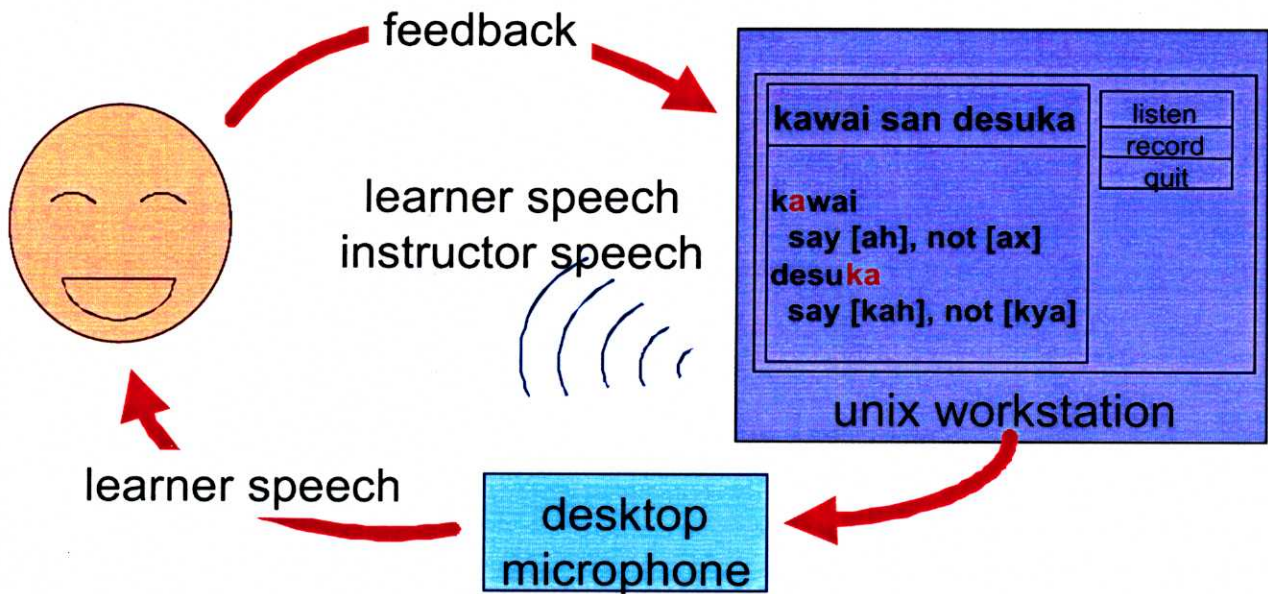 feedback
kawai san desuka
listen
record
quit
learner speech
instructor speech
kawai
say [ah], not [ax]
desuka
say [kah], not [kya]
unix workstation
learner speech
desktop
microphone